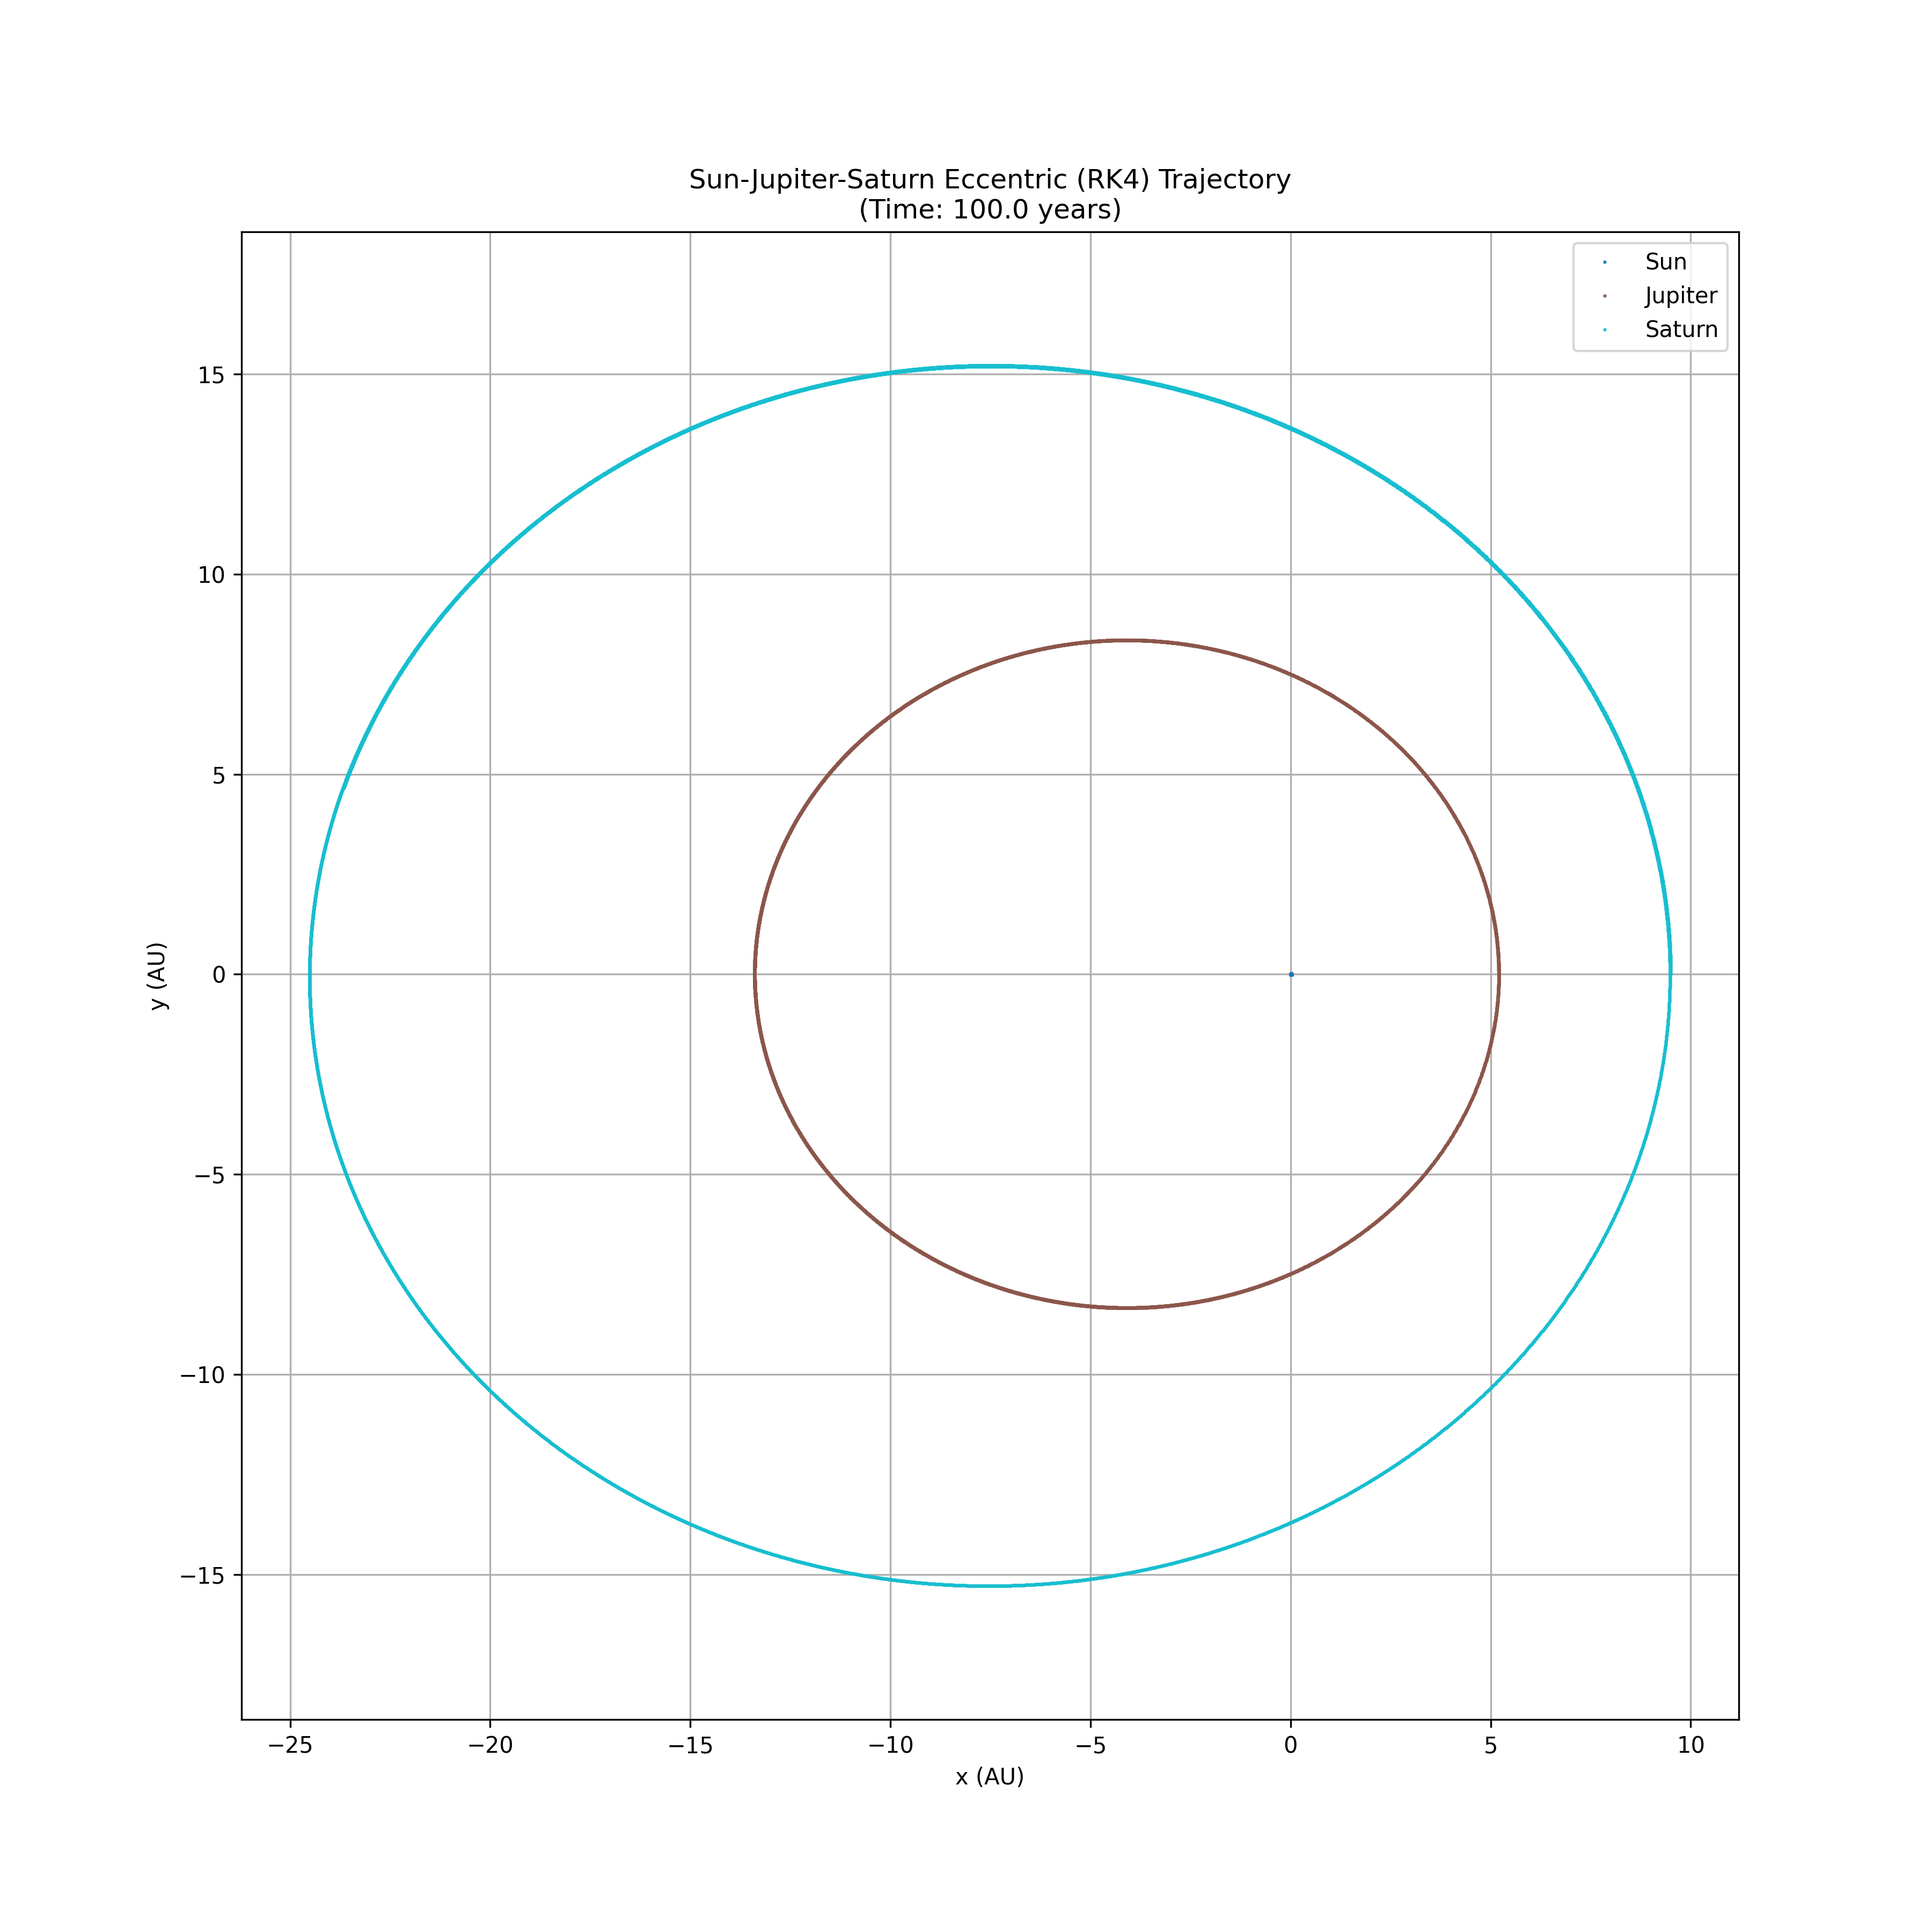 Sun-Jupiter-Saturn Eccentric (RK4) Trajectory
(Time: 100.0 years)
Sun
Jupiter
Saturn
15
10
5
0
−5
−10
−15
y (AU)
−25 −20 −15 −10 −5 0 5 10
x (AU)